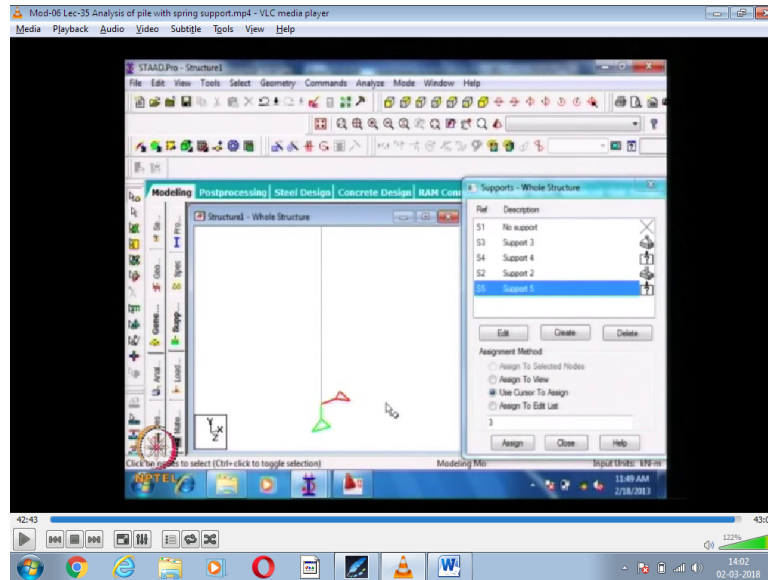 Mod-06 Lec-35 Analysis of pile with spring support.mp4 - VLC media player
Media Playback Audio Video Subtitle Tools View Help
STAAD.Pro - Structure1
File Edit View Tools Select Geometry Commands Analyze Mode Window Help
Modeling Postprocessing Steel Design Concrete Design RAM Con
Supports - Whole Structure
Structure1 - Whole Structure
Ref Description
S1 No support
S3 Support 3
S4 Support 4
S2 Support 2
S5 Support 5
Edit Create Delete
Assignment Method
Assign To Selected Nodes
Assign To View
Use Cursor To Assign
Assign To Edit List
3
Assign Close Help
Y
X
Z
to select (Ctrl+click to toggle selection) Modeling Mo Input Units: kN-m
NPTEL
11:49 AM
2/18/2013
42:43
122%
14:02
02-03-2018